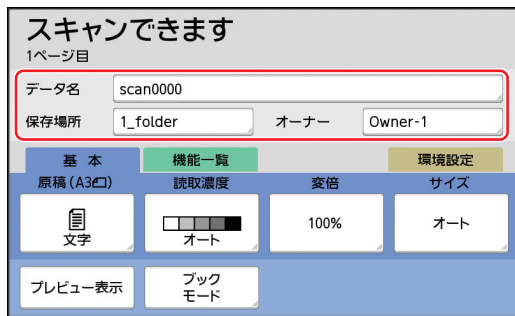 スキャンできます
1ページ目
データ名 scan0000
保存場所 1_folder オーナー Owner-1
基本 機能一覧 環境設定
原稿(A3) 読取濃度 変倍 サイズ
文字 オート 100% オート
プレビュー表示 ブック
モード